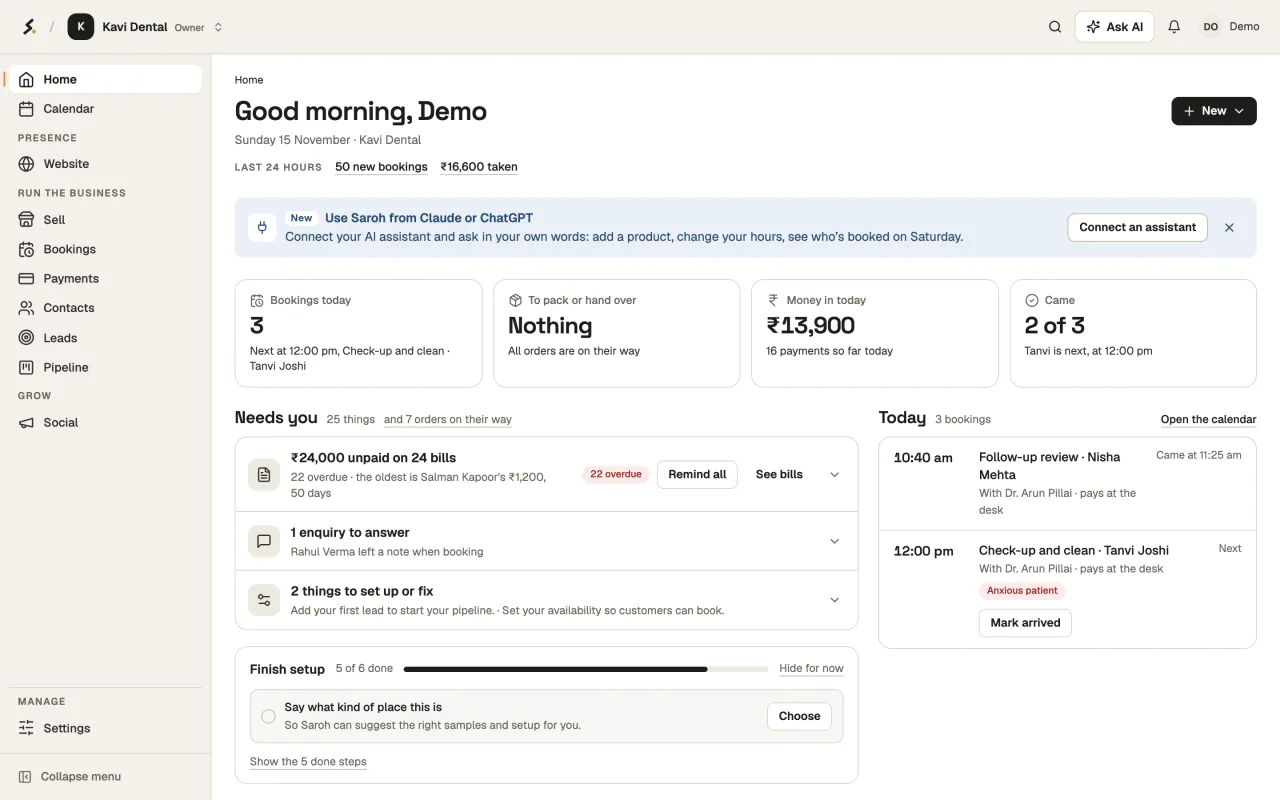 / K Kavi Dental Owner
Ask AI
DO Demo
Home
Calendar
PRESENCE
Website
RUN THE BUSINESS
Sell
Bookings
Payments
Contacts
Leads
Pipeline
GROW
Social
MANAGE
Settings
Collapse menu
Home
Good morning, Demo
New
Sunday 15 November · Kavi Dental
LAST 24 HOURS 50 new bookings ₹16,600 taken
New Use Saroh from Claude or ChatGPT
Connect your AI assistant and ask in your own words: add a product, change your hours, see who's booked on Saturday.
Connect an assistant
Bookings today
3
Next at 12:00 pm, Check-up and clean ·
Tanvi Joshi
To pack or hand over
Nothing
All orders are on their way
₹ Money in today
₹13,900
16 payments so far today
Came
2 of 3
Tanvi is next, at 12:00 pm
Needs you 25 things and 7 orders on their way
₹24,000 unpaid on 24 bills
22 overdue · the oldest is Salman Kapoor's ₹1,200,
50 days
22 overdue
Remind all
See bills
1 enquiry to answer
Rahul Verma left a note when booking
2 things to set up or fix
Add your first lead to start your pipeline. · Set your availability so customers can book.
Finish setup 5 of 6 done
Hide for now
Say what kind of place this is
So Saroh can suggest the right samples and setup for you.
Choose
Show the 5 done steps
Today 3 bookings
Open the calendar
10:40 am
Follow-up review · Nisha
Mehta
With Dr. Arun Pillai · pays at the
desk
Came at 11:25 am
12:00 pm
Check-up and clean · Tanvi Joshi
With Dr. Arun Pillai · pays at the desk
Anxious patient
Mark arrived
Next